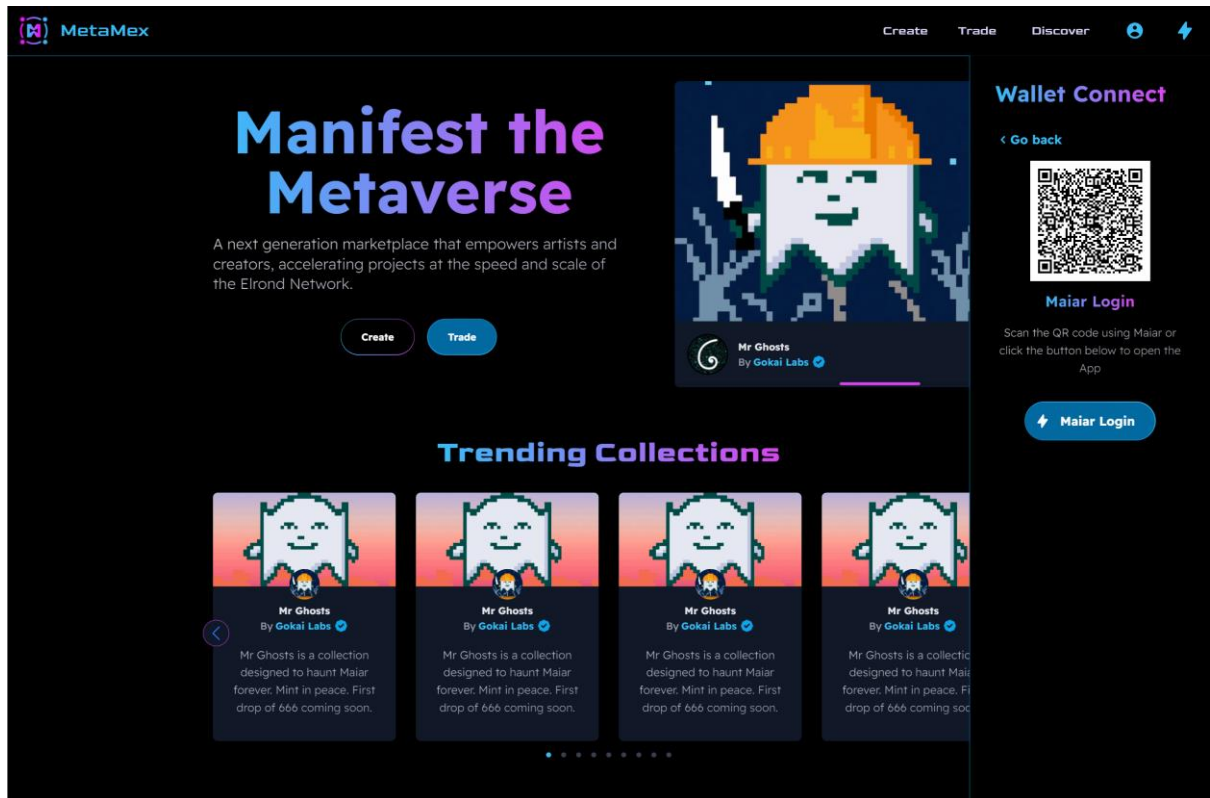 MetaMex
Create
Trade
Discover
Manifest the
Metaverse
A next generation marketplace that empowers artists and
creators, accelerating projects at the speed and scale of
the Elrond Network.
Create
Trade
Mr Ghosts
By Gokai Labs
Wallet Connect
Go back
Maiar Login
Scan the QR code using Maiar or
click the button below to open the
App
Maiar Login
Trending Collections
Mr Ghosts
By Gokai Labs
Mr Ghosts is a collection
designed to haunt Maiar
forever. Mint in peace. First
drop of 666 coming soon.
Mr Ghosts
By Gokai Labs
Mr Ghosts is a collection
designed to haunt Maiar
forever. Mint in peace. First
drop of 666 coming soon.
Mr Ghosts
By Gokai Labs
Mr Ghosts is a collection
designed to haunt Maiar
forever. Mint in peace. First
drop of 666 coming soon.
Mr Ghosts
By Gokai Labs
Mr Ghosts is a
designed to haunt
forever. Mint in peace.
drop of 666 coming